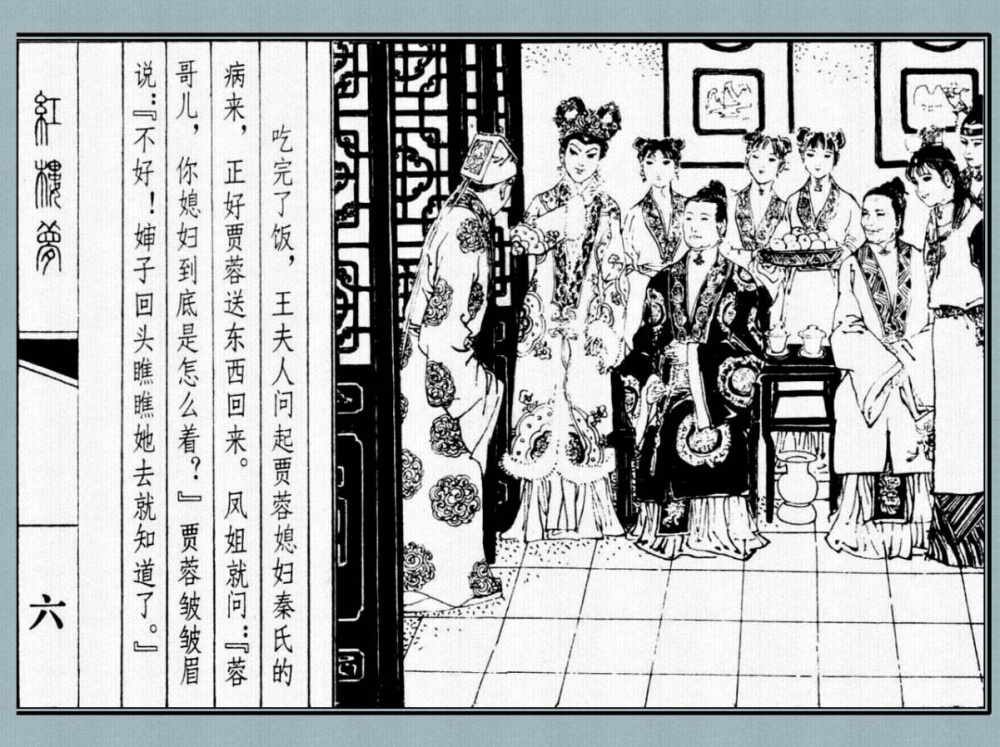 吃完了饭，王夫人问起贾蓉媳妇秦氏的
病来，正好贾蓉送东西回来。凤姐就问：『蓉
哥儿，你媳妇到底是怎么着？』贾蓉皱皱眉
说：『不好！婶子回头瞧瞧她去就知道了。』
红楼梦
六